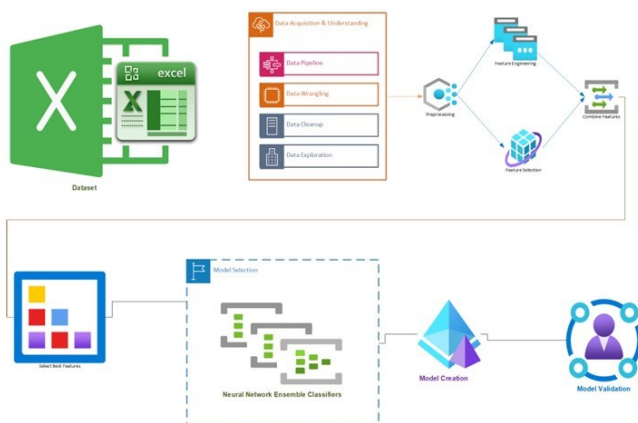 Data Acquisition & Understanding
excel
X
X
Data Pipeline
Data Wrangling
Data Cleanup
Data Exploration
Dataset
Preprocessing
Feature Engineering
Feature Selection
Combine Features
Select Best Features
Model Selection
Neural Network Ensemble Classifiers
Model Creation
Model Validation